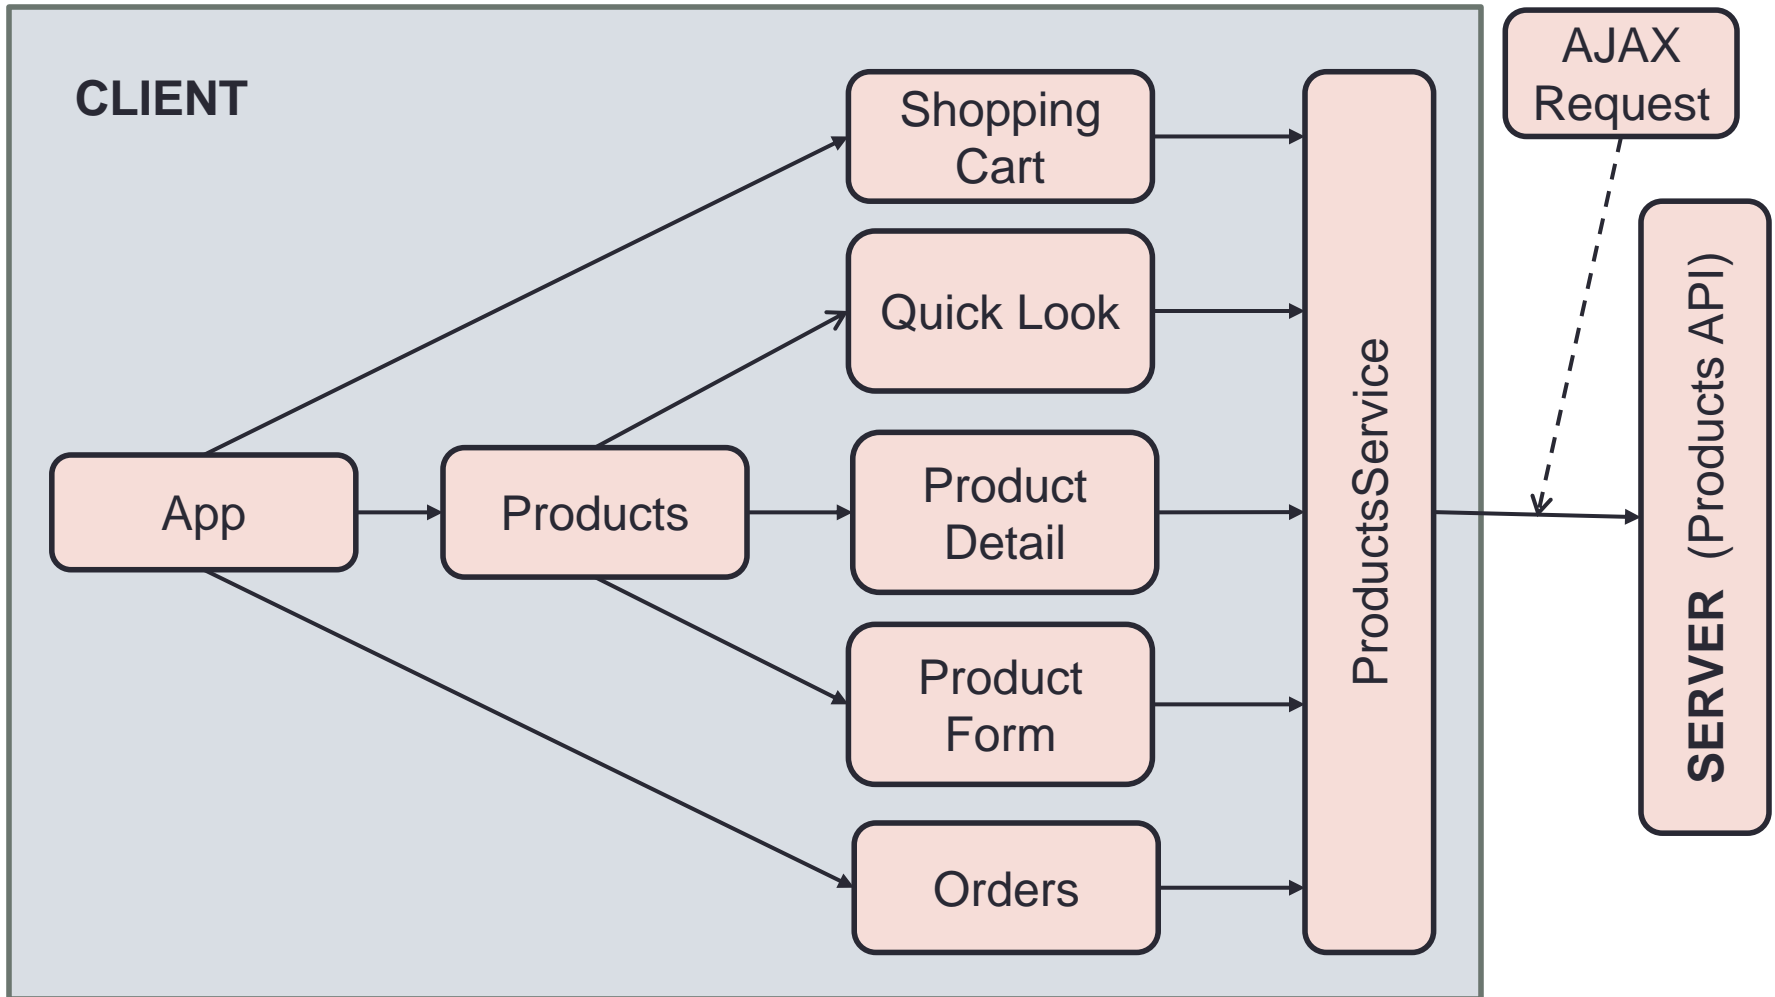 CLIENT
Shopping
Cart
Quick Look
App
Products
Product
Detail
Product
Form
Orders
ProductsService
AJAX
Request
SERVER (Products API)